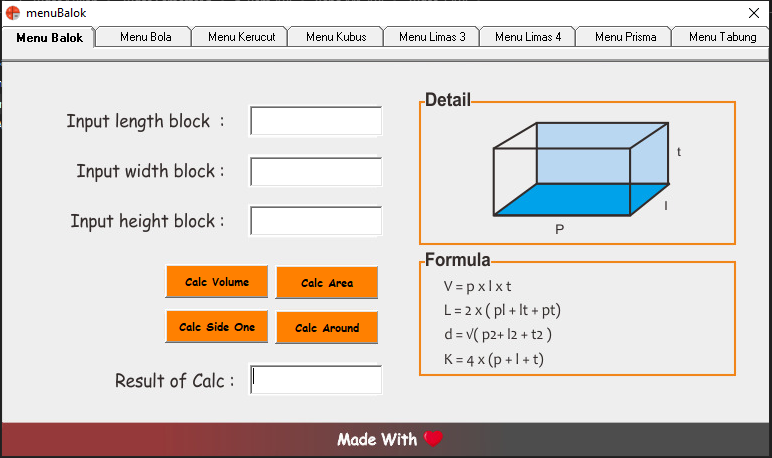 menuBalok
Menu Balok Menu Bola Menu Kerucut Menu Kubus Menu Limas 3 Menu Limas 4 Menu Prisma Menu Tabung
Input length block :
Input width block :
Input height block :
Calc Volume Calc Area
Calc Side One Calc Around
Result of Calc :
Detail
t
l
P
Formula
V = p x l x t
L = 2 x ( pl + lt + pt)
d = √( p2+ l2 + t2 )
K = 4 x (p + l + t)
Made With